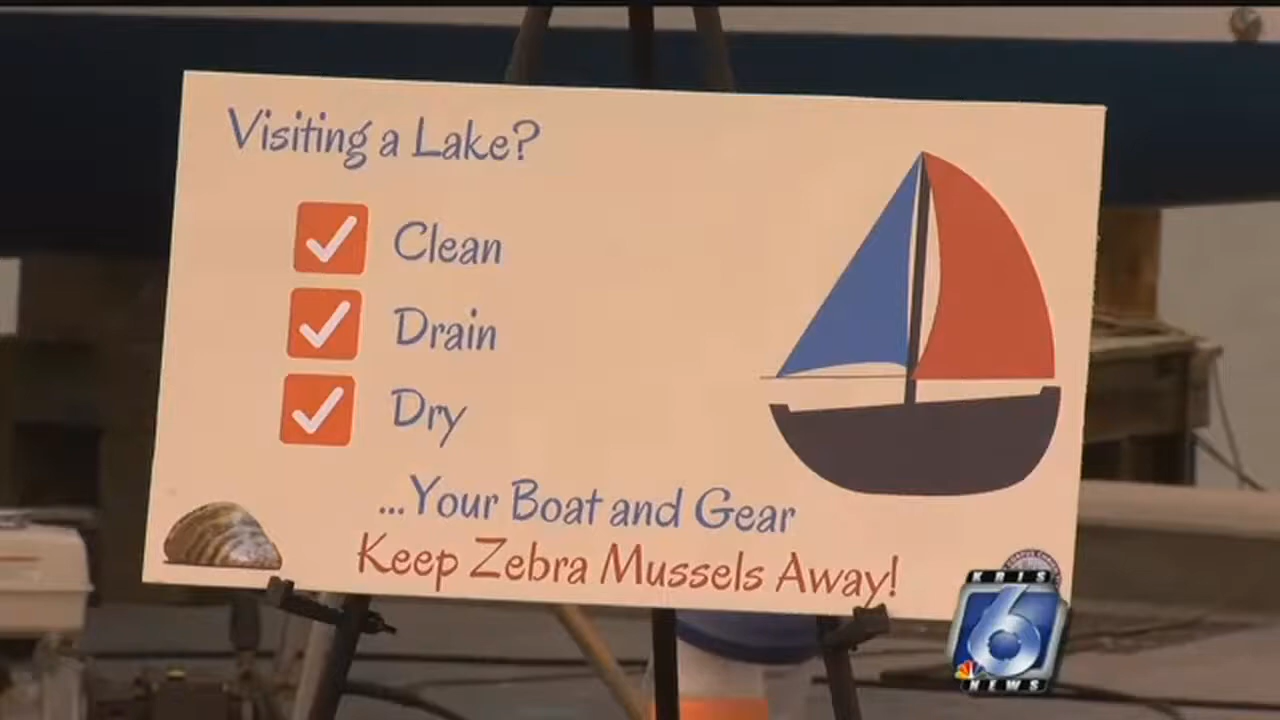 Visiting a Lake?
Clean
Drain
Dry
...Your Boat and Gear
Keep Zebra Mussels Away!
KRIS
6
NEWS